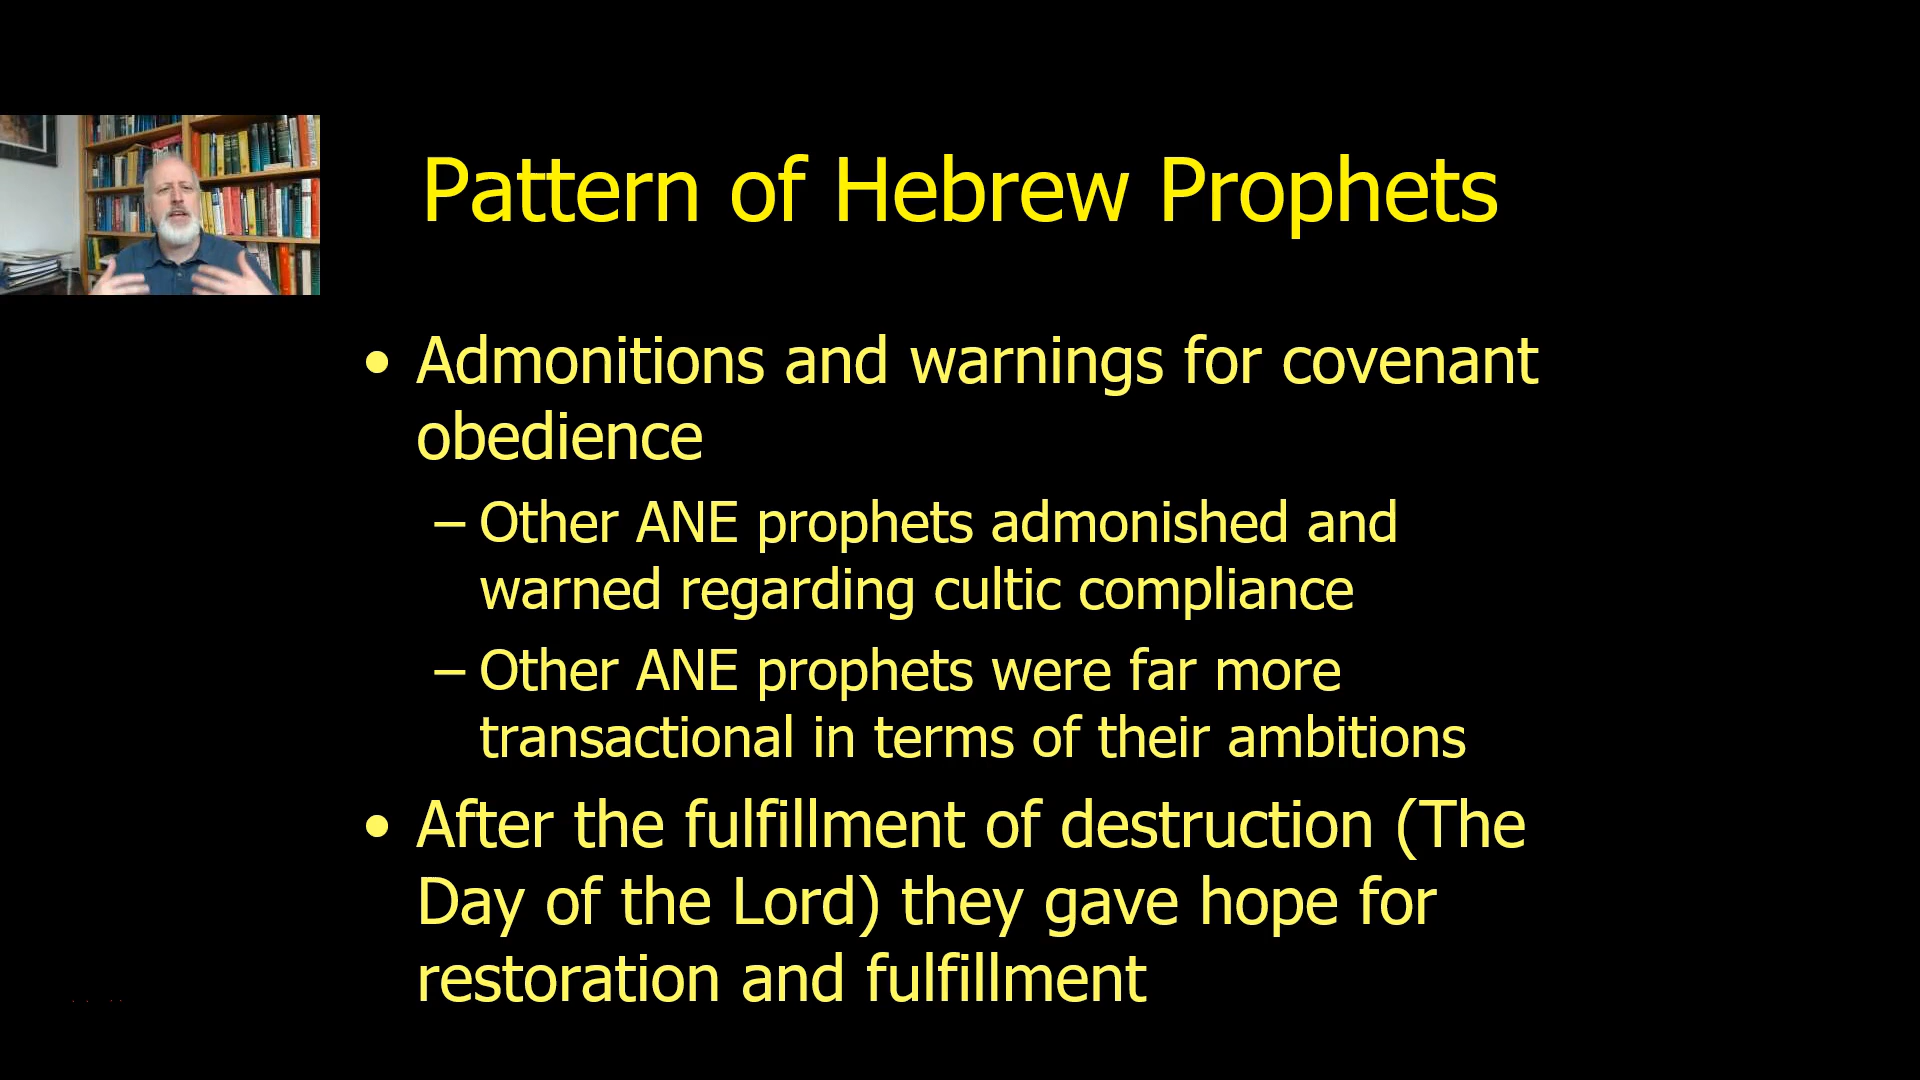 Pattern of Hebrew Prophets
• Admonitions and warnings for covenant
obedience
– Other ANE prophets admonished and
warned regarding cultic compliance
– Other ANE prophets were far more
transactional in terms of their ambitions
• After the fulfillment of destruction (The
Day of the Lord) they gave hope for
restoration and fulfillment